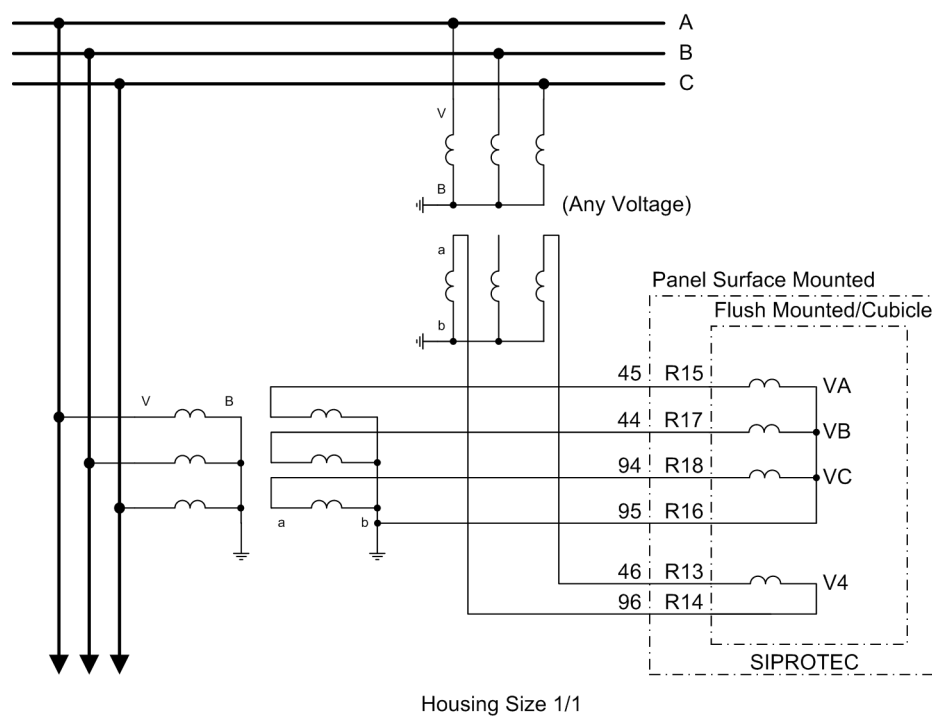 A
B
C
V
B
(Any Voltage)
a
b
Panel Surface Mounted
Flush Mounted/Cubicle
45 R15 VA
V B
44 R17 VB
94 R18 VC
95 R16
a b
46 R13 V4
96 R14
SIPROTEC
Housing Size 1/1